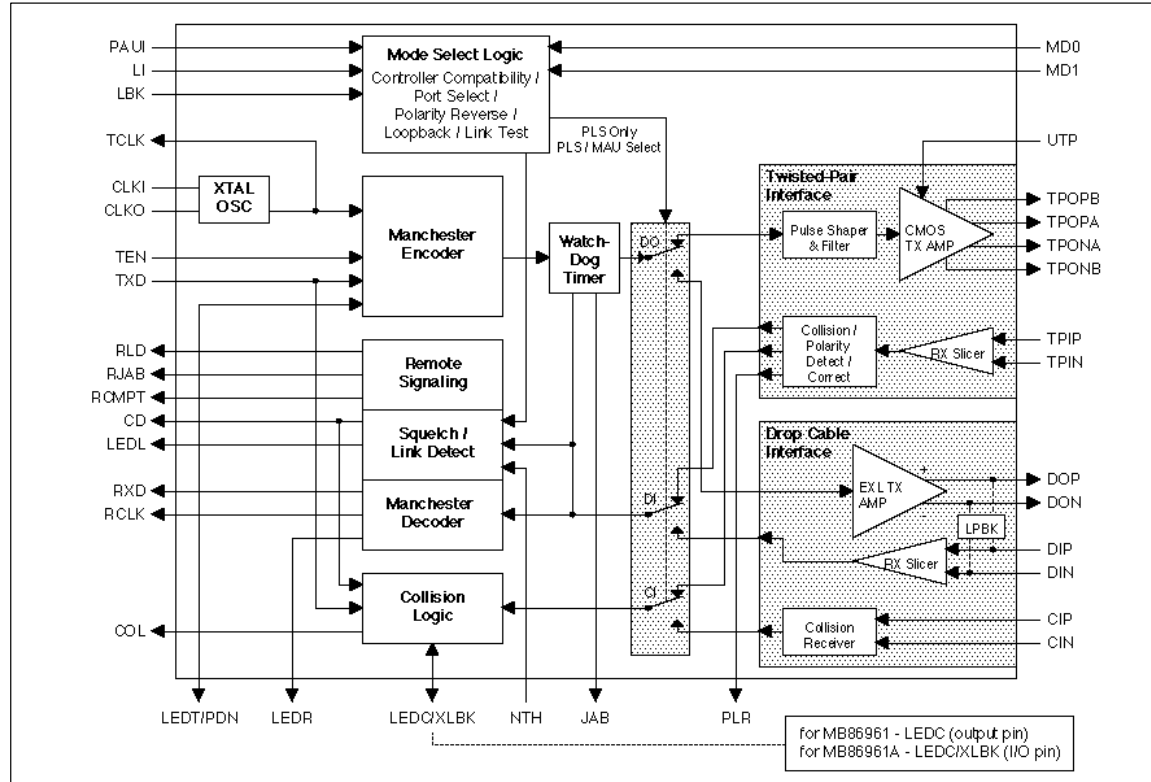 PAUI
LI
LBK
TCLK
CLKI
CLKO
TEN
TXD
RLD
RJAB
RCMPT
CD
LEDL
RXD
RCLK
COL
Mode Select Logic
Controller Compatibility /
Port Select /
Polarity Reverse /
Loopback / Link Test
XTAL
OSC
Manchester
Encoder
Watch-
Dog
Timer
Remote
Signaling
Squelch /
Link Detect
Manchester
Decoder
Collision
Logic
PLS Only
PLS / MAU Select
DO
DI
CI
Twisted-Pair
Interface
Pulse Shaper
& Filter
CMOS
TX AMP
Collision /
Polarity
Detect /
Correct
RX Slicer
Drop Cable
Interface
EXL TX
AMP
+
LPBK
RX Slicer
Collision
Receiver
MD0
MD1
UTP
TPOPB
TPOPA
TPONA
TPONB
TPIP
TPIN
DOP
DON
DIP
DIN
CIP
CIN
LEDT/PDN
LEDR
LEDC/XLBK
NTH
JAB
PLR
for MB86961 - LEDC (output pin)
for MB86961A - LEDC/XLBK (I/O pin)